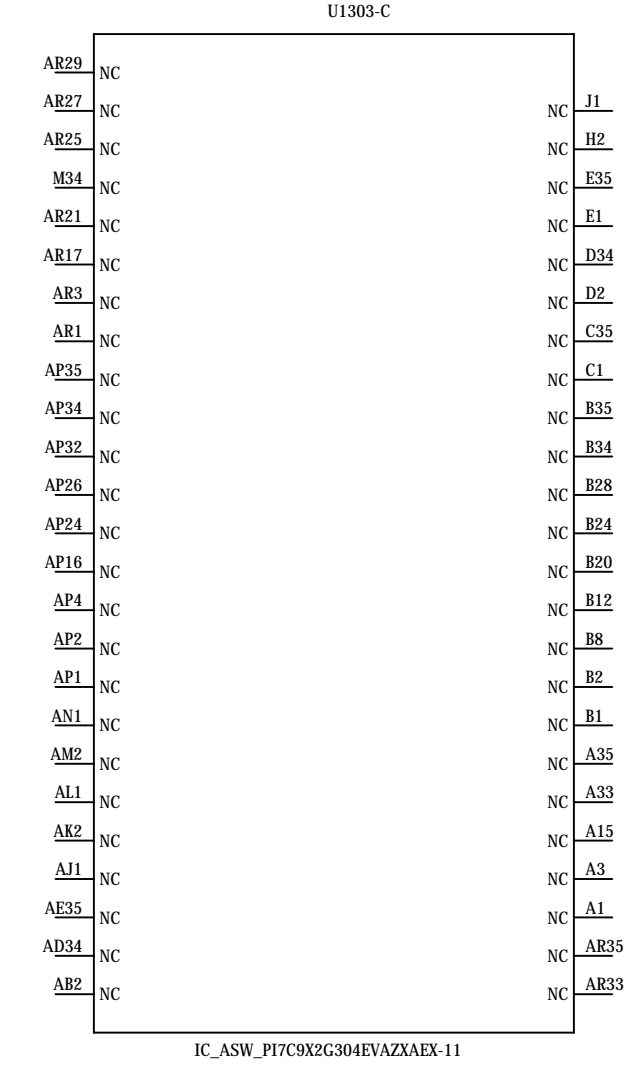 U1303-C
AR29 NC
AR27 NC NC J1
AR25 NC NC H2
M34 NC NC E35
AR21 NC NC E1
AR17 NC NC D34
AR3 NC NC D2
AR1 NC NC C35
AP35 NC NC C1
AP34 NC NC B35
AP32 NC NC B34
AP26 NC NC B28
AP24 NC NC B24
AP16 NC NC B20
AP4 NC NC B12
AP2 NC NC B8
AP1 NC NC B2
AN1 NC NC B1
AM2 NC NC A35
AL1 NC NC A33
AK2 NC NC A15
AJ1 NC NC A3
AE35 NC NC A1
AD34 NC NC AR35
AB2 NC NC AR33
IC_ASW_PI7C9X2G304EVAZXAEX-11